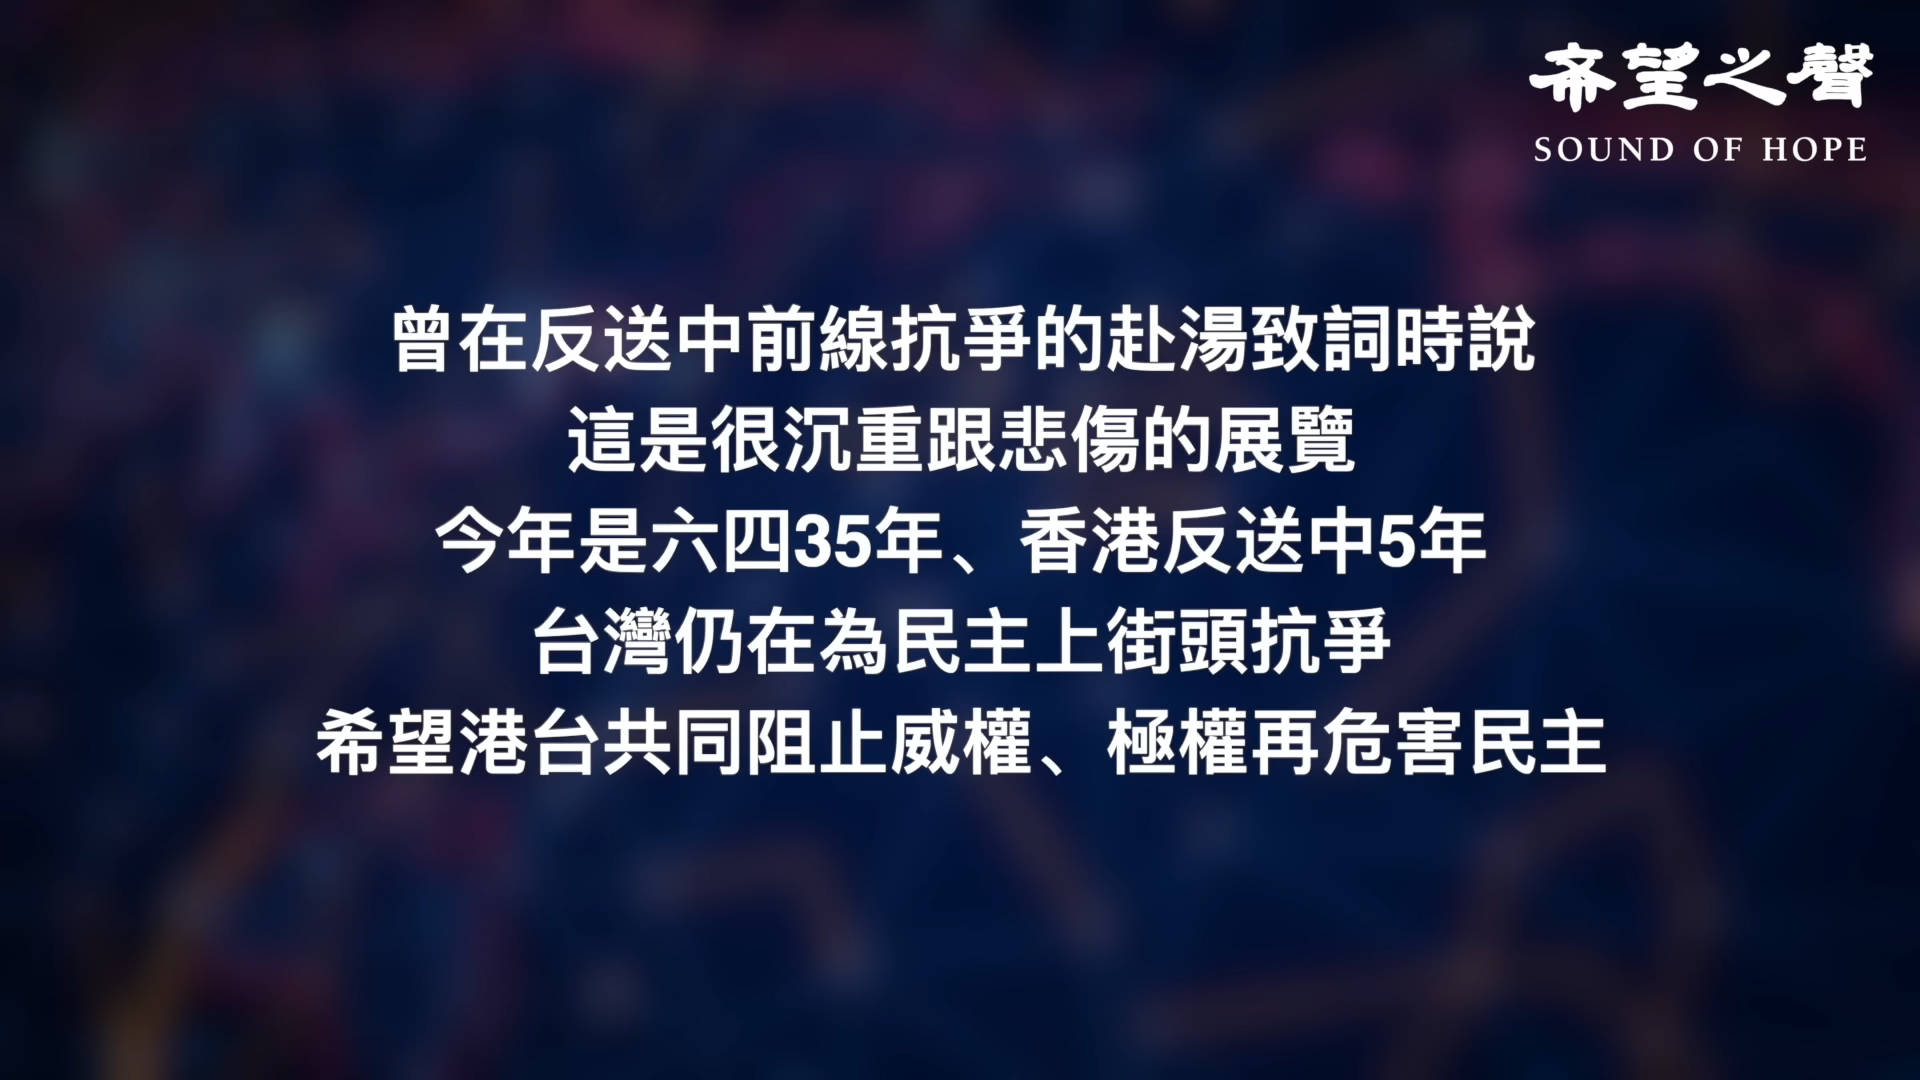 希望之聲
SOUND OF HOPE
曾在反送中前線抗爭的赴湯致詞時說
這是很沉重跟悲傷的展覽
今年是六四35年、香港反送中5年
台灣仍在為民主上街頭抗爭
希望港台共同阻止威權、極權再危害民主